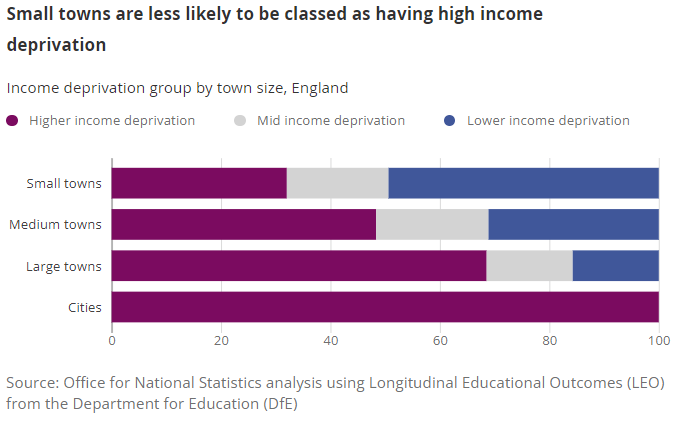 Small towns are less likely to be classed as having high income
deprivation
Income deprivation group by town size, England
Higher income deprivation Mid income deprivation Lower income deprivation
Small towns
Medium towns
Large towns
Cities
0 20 40 60 80 100
Source: Office for National Statistics analysis using Longitudinal Educational Outcomes (LEO)
from the Department for Education (DfE)